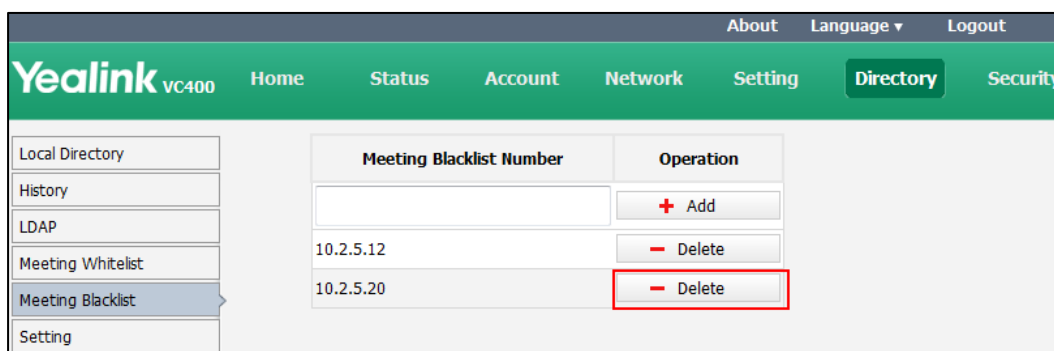 About Language ▾ Logout
Yealink VC400 Home Status Account Network Setting Directory Security
Local Directory
History
LDAP
Meeting Whitelist
Meeting Blacklist
Setting
Meeting Blacklist Number Operation
+ Add
10.2.5.12 − Delete
10.2.5.20 − Delete